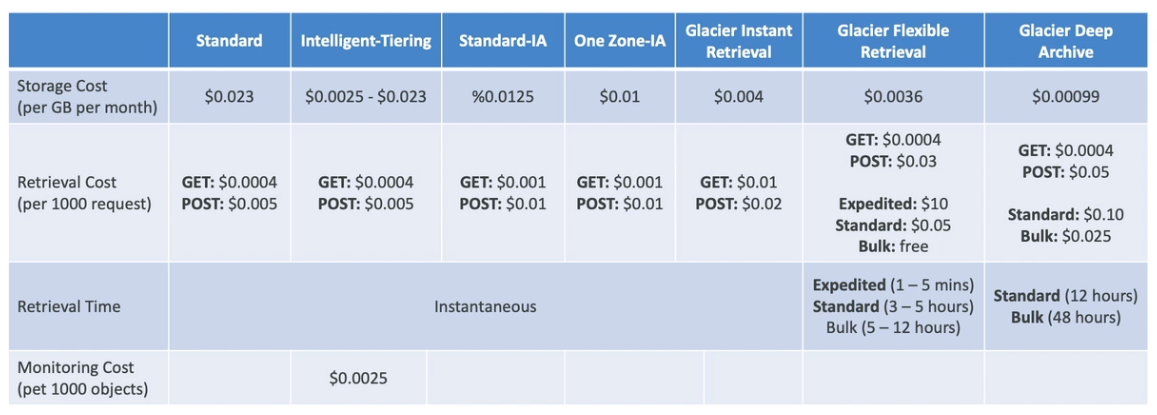 Standard
Intelligent-Tiering
Standard-IA
One Zone-IA
Glacier Instant
Retrieval
Glacier Flexible
Retrieval
Glacier Deep
Archive
Storage Cost
(per GB per month)
$0.023
$0.0025 - $0.023
%0.0125
$0.01
$0.004
$0.0036
$0.00099
Retrieval Cost
(per 1000 request)
GET: $0.0004
POST: $0.005
GET: $0.0004
POST: $0.005
GET: $0.001
POST: $0.01
GET: $0.001
POST: $0.01
GET: $0.01
POST: $0.02
GET: $0.0004
POST: $0.03
Expedited: $10
Standard: $0.05
Bulk: free
GET: $0.0004
POST: $0.05
Standard: $0.10
Bulk: $0.025
Retrieval Time
Instantaneous
Expedited (1 – 5 mins)
Standard (3 – 5 hours)
Bulk (5 – 12 hours)
Standard (12 hours)
Bulk (48 hours)
Monitoring Cost
(pet 1000 objects)
$0.0025